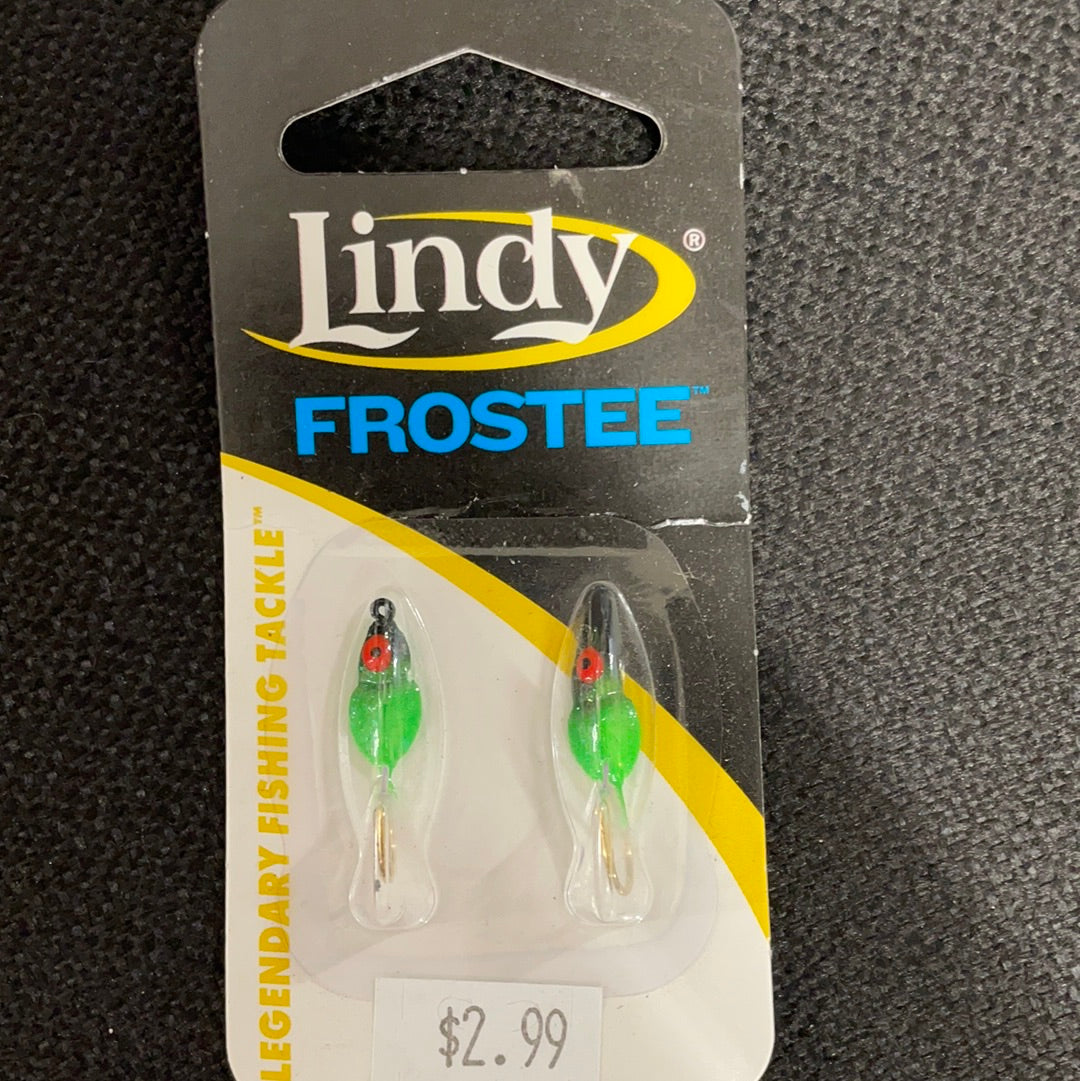 Lindy®
FROSTEE™
LEGENDARY FISHING TACKLE™
$2.99